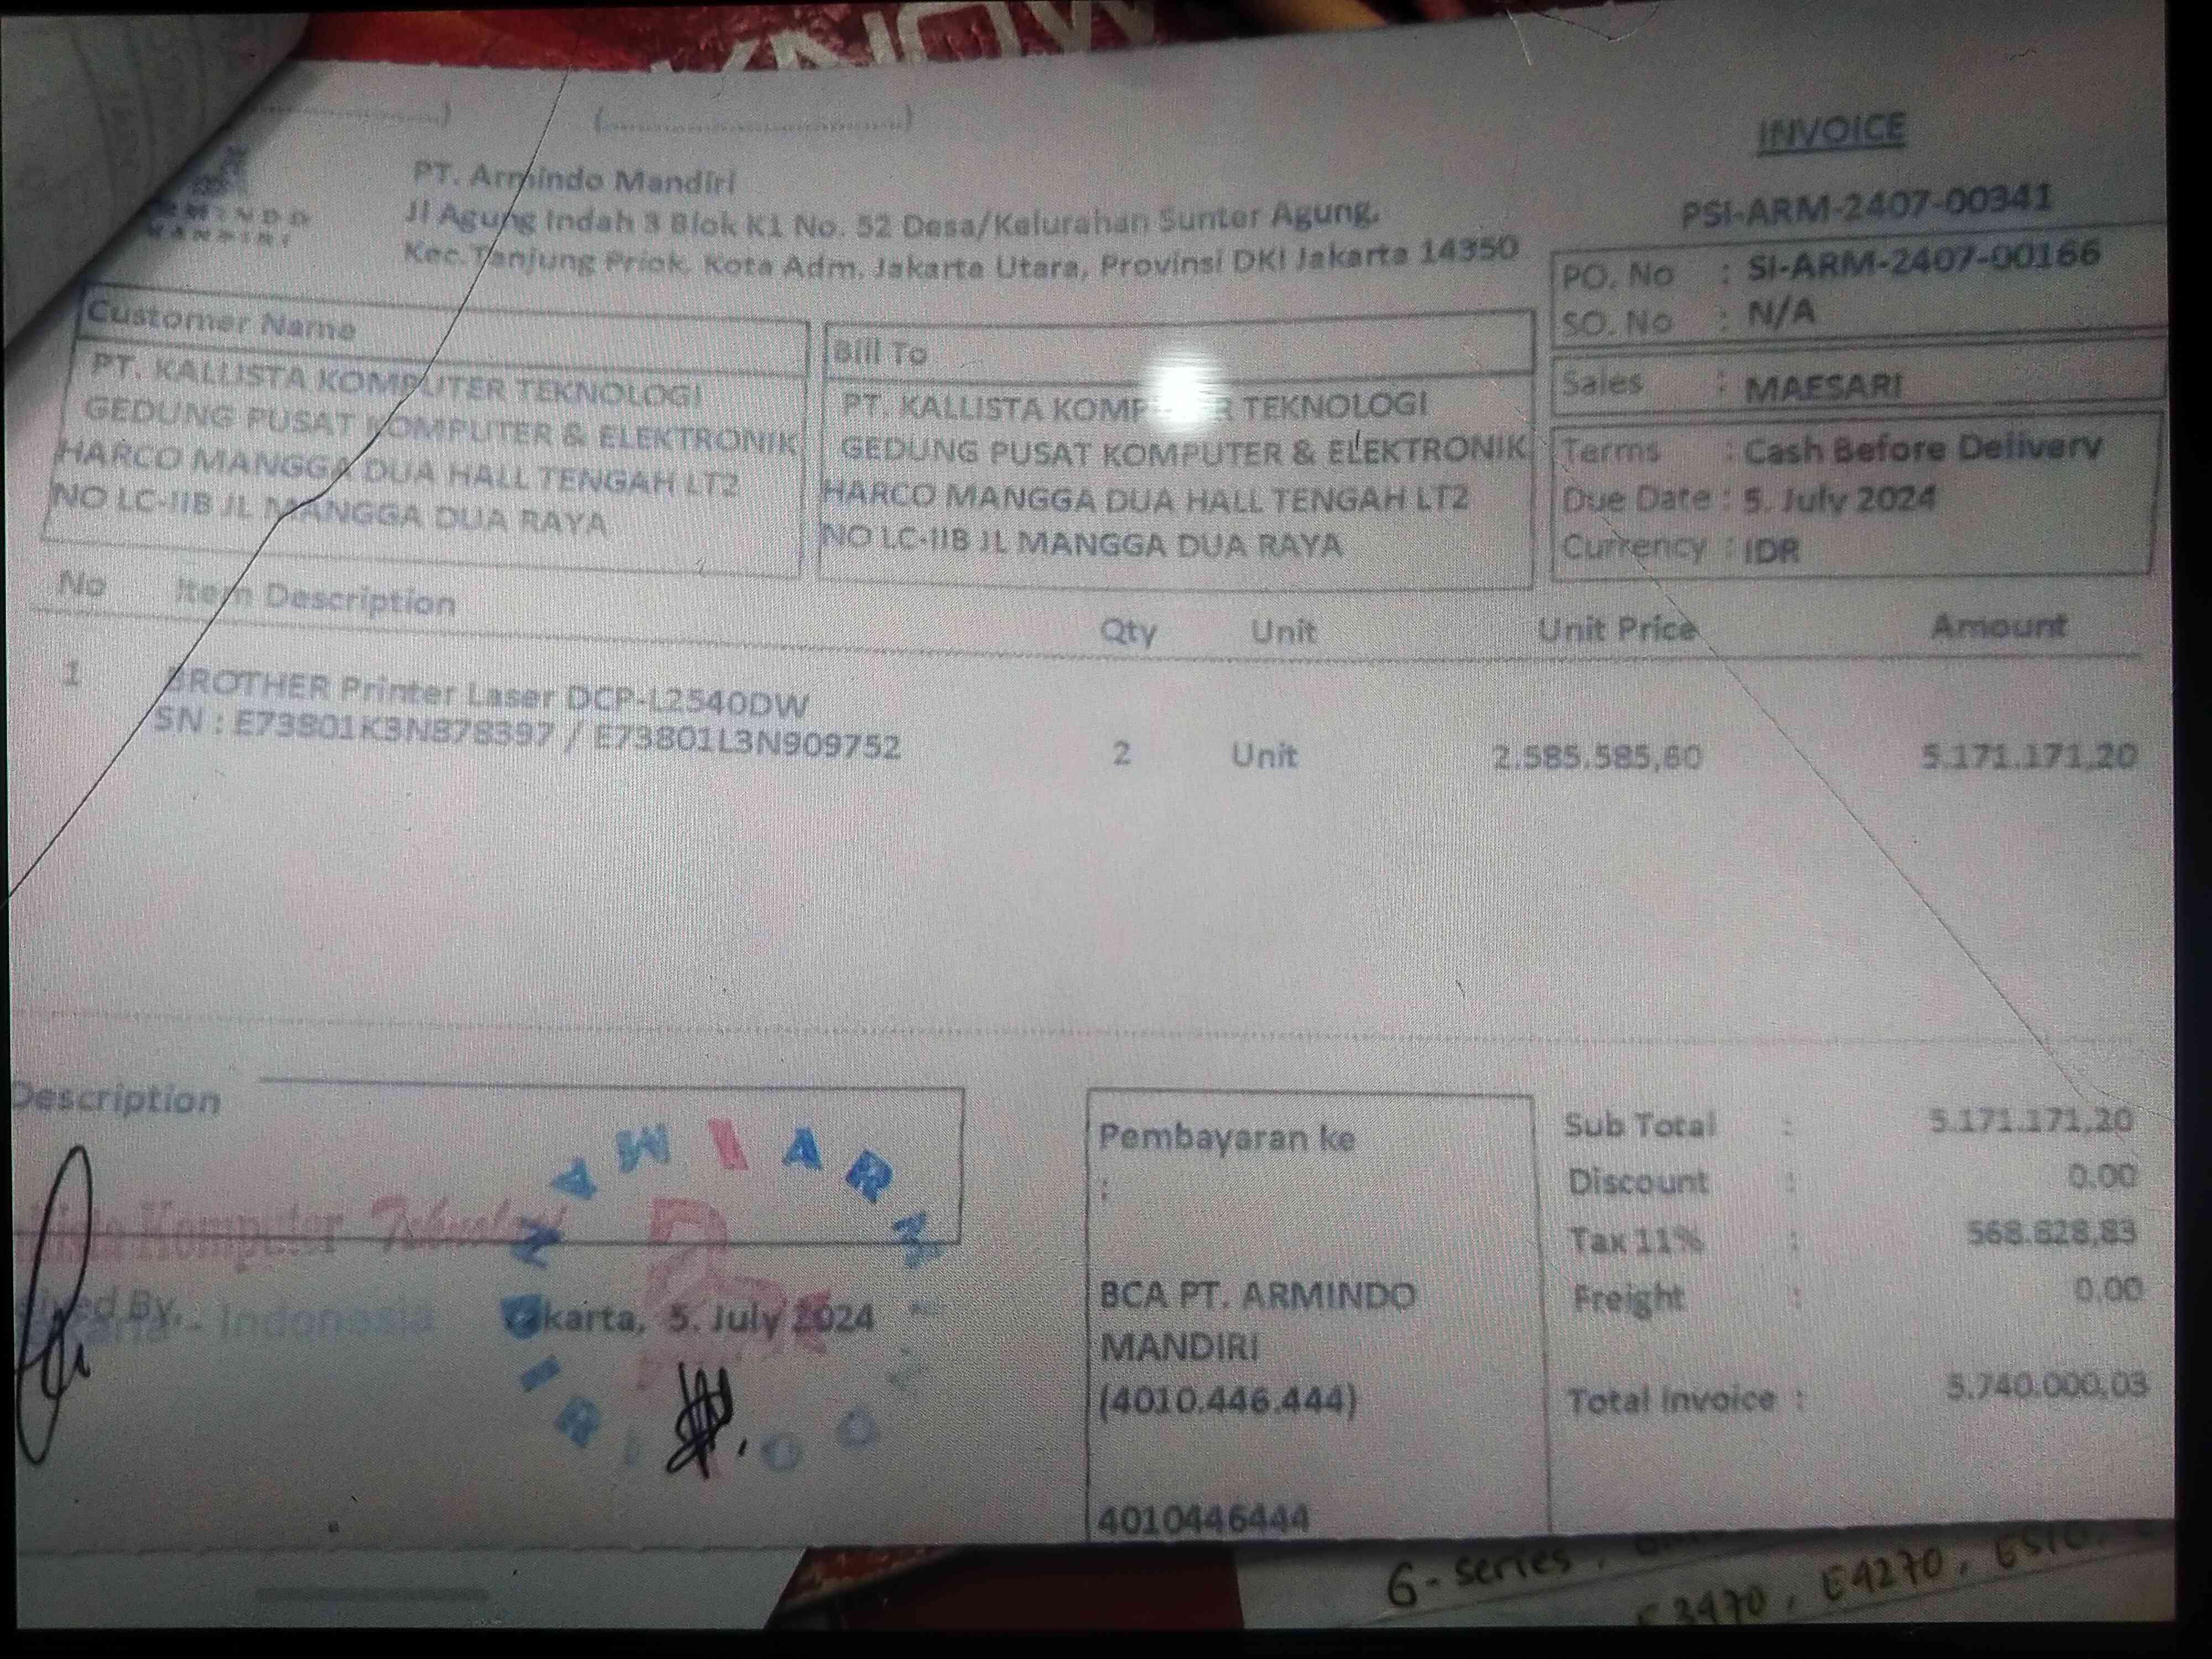 (..............................)
INVOICE
PT. Armindo Mandiri
Jl Agung Indah 3 Blok K1 No. 52 Desa/Kelurahan Sunter Agung,
Kec. Tanjung Priok, Kota Adm. Jakarta Utara, Provinsi DKI Jakarta 14350
PSI-ARM-2407-00341
PO. No : SI-ARM-2407-00166
SO. No : N/A
Sales : MAESARI
Terms : Cash Before Delivery
Due Date : 5. July 2024
Currency : IDR
Customer Name
PT. KALLISTA KOMPUTER TEKNOLOGI
GEDUNG PUSAT KOMPUTER & ELEKTRONIK
HARCO MANGGA DUA HALL TENGAH LT2
NO LC-IIB JL MANGGA DUA RAYA
Bill To
PT. KALLISTA TEKNOLOGI
GEDUNG PUSAT KOMPUTER & ELEKTRONIK
HARCO MANGGA DUA HALL TENGAH LT2
NO LC-IIB JL MANGGA DUA RAYA
No Item Description Qty Unit Unit Price Amount
1 BROTHER Printer Laser DCP-L2540DW
SN : E73801K3N878397 / E73801L3N909752 2 Unit 2.585.585,60 5.171.171,20
Description
Komputer
Indonesia
By,
5. July 2024
Pembayaran ke
:
BCA PT. ARMINDO
MANDIRI
(4010.446.444)
4010446444
Sub Total : 5.171.171,20
Discount : 0.00
Tax 11% : 568.828,83
Freight : 0,00
Total Invoice : 5.740.000,03
6-series,
E4270,